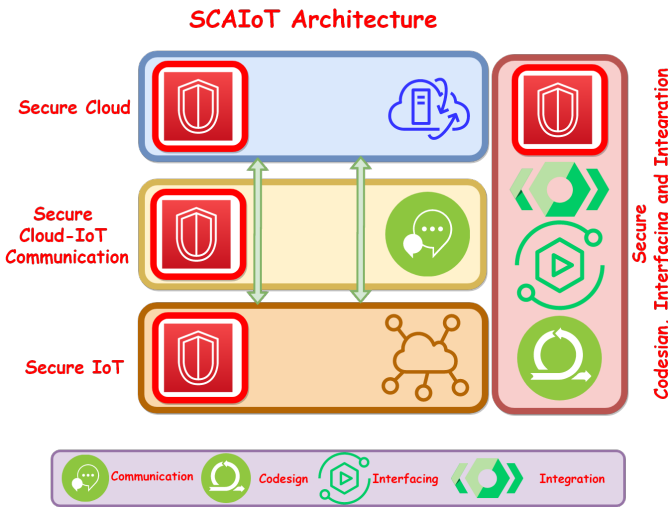 SCAIoT Architecture
Secure Cloud
Secure
Cloud-IoT
Communication
Secure IoT
Secure
Codesign, Interfacing and Integration
Communication
Codesign
Interfacing
Integration